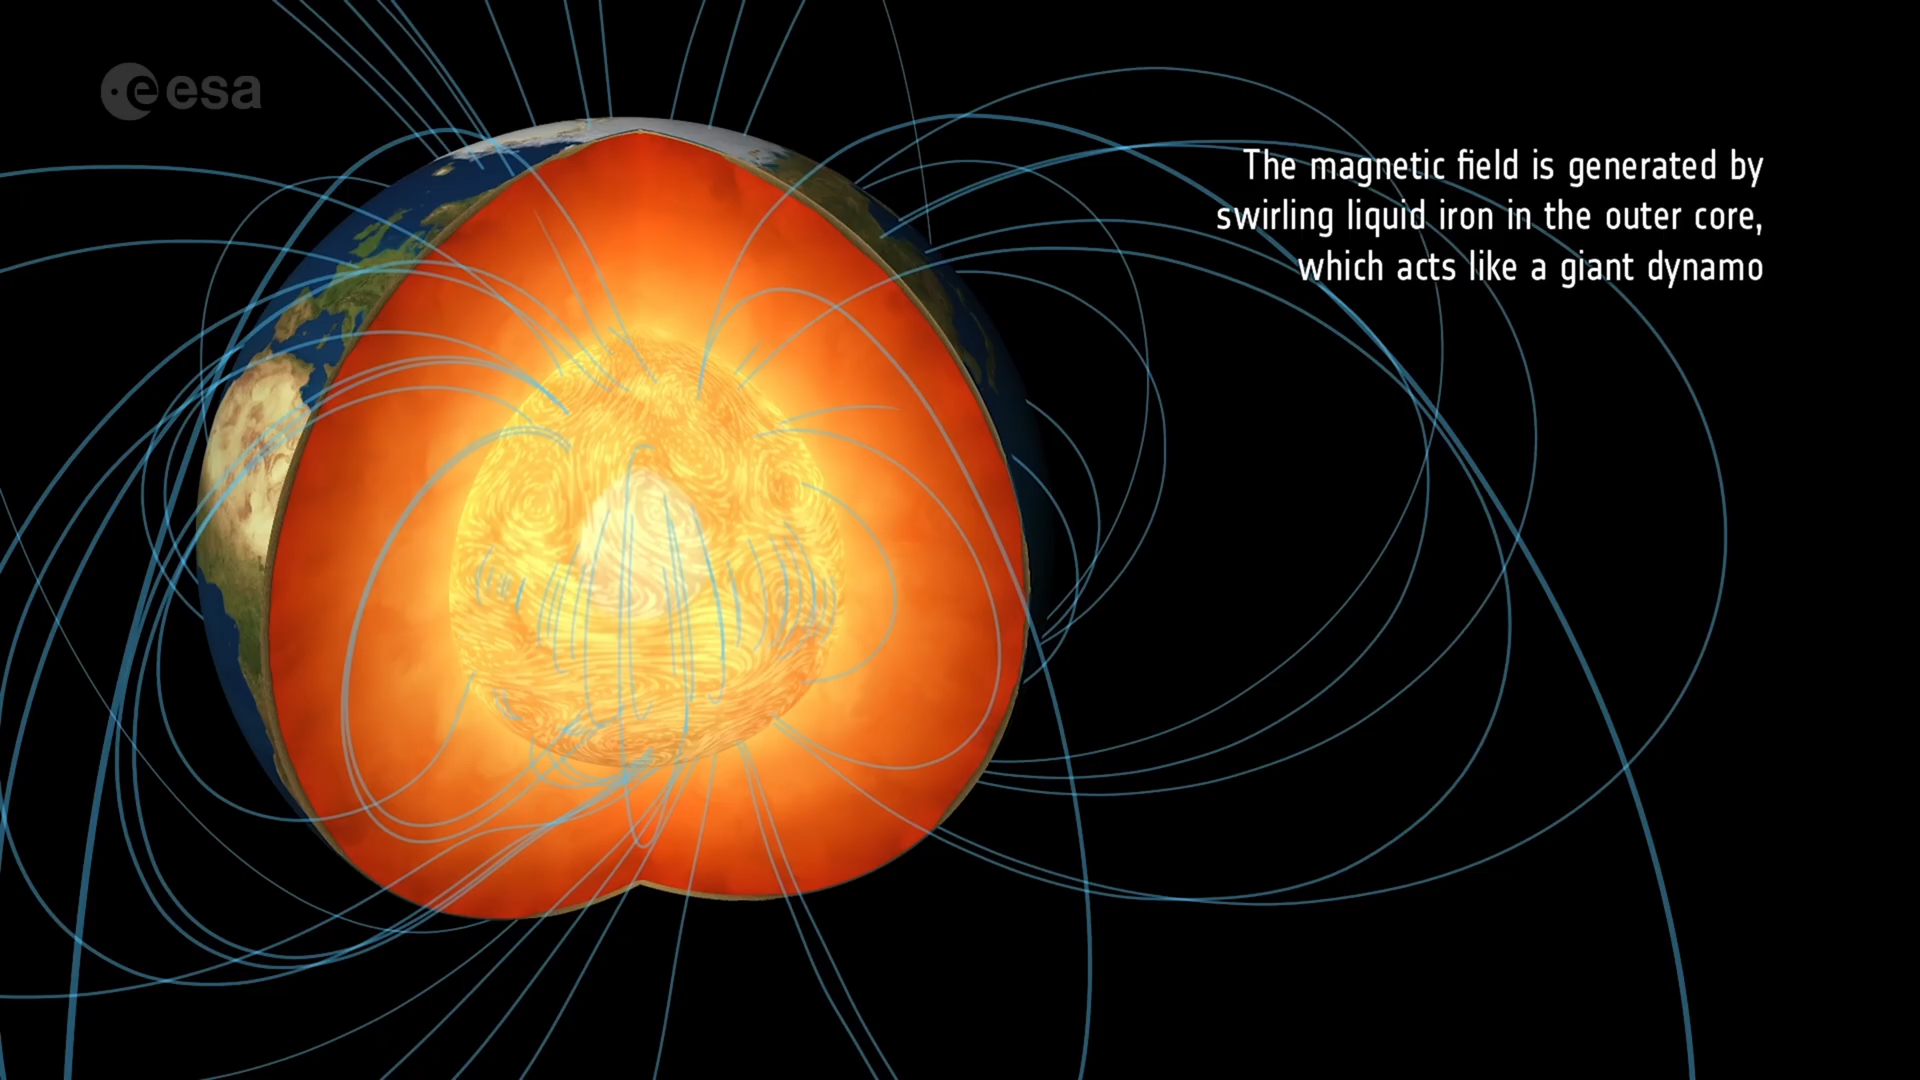 esa
The magnetic field is generated by
swirling liquid iron in the outer core,
which acts like a giant dynamo